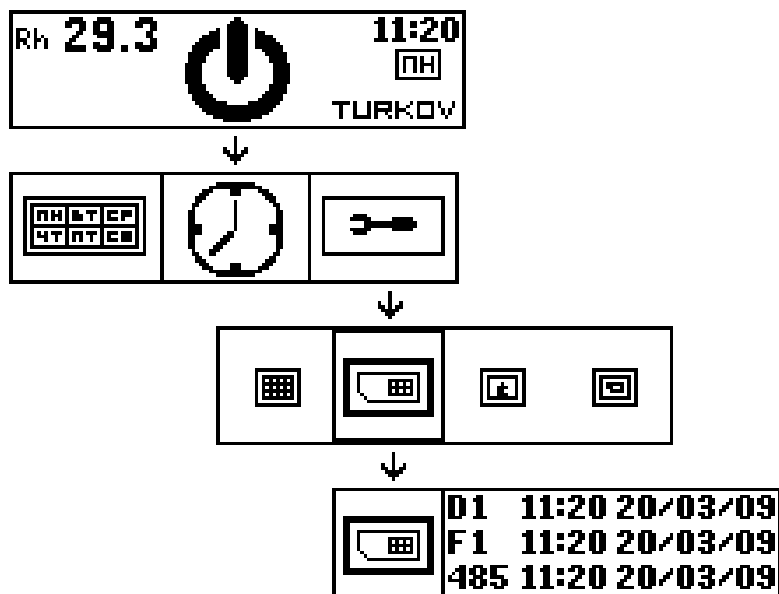 Rh 29.3 11:20
ПН
TURKOV
ПН ВТ СР
ЧТ ПТ СВ
D1 11:20 20/03/09
F1 11:20 20/03/09
485 11:20 20/03/09